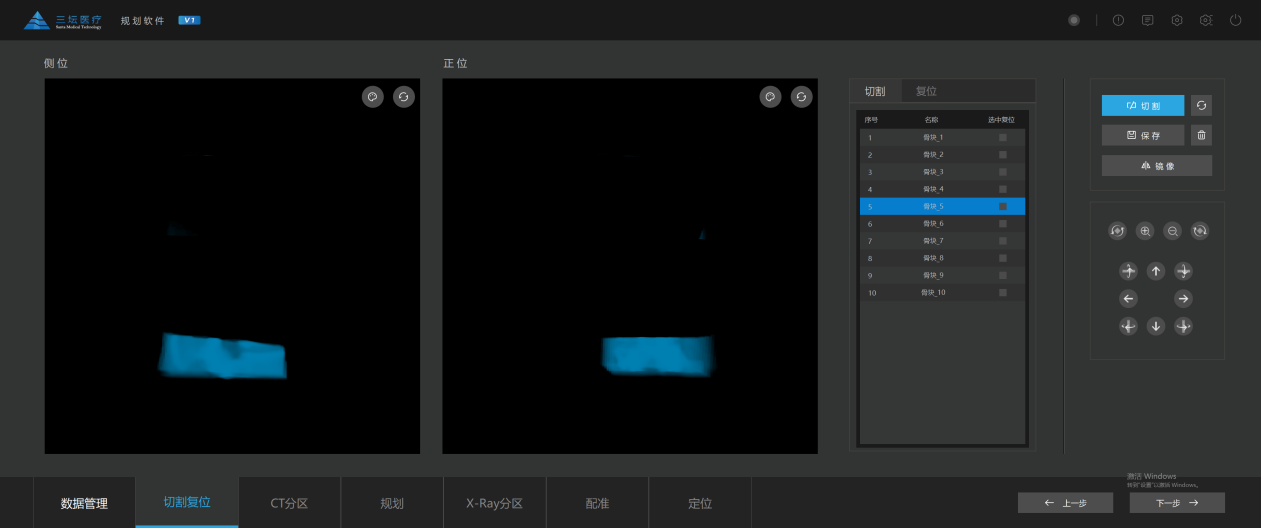 三坛医疗 规划软件 V1
Santa Medical Technology
侧位
正位
切割 复位
序号 名称 选中复位
1 骨块_1
2 骨块_2
3 骨块_3
4 骨块_4
5 骨块_5
6 骨块_6
7 骨块_7
8 骨块_8
9 骨块_9
10 骨块_10
切割
保存
镜像
激活 Windows
转到"设置"以激活 Windows。
数据管理 切割复位 CT分区 规划 X-Ray分区 配准 定位
上一步 下一步